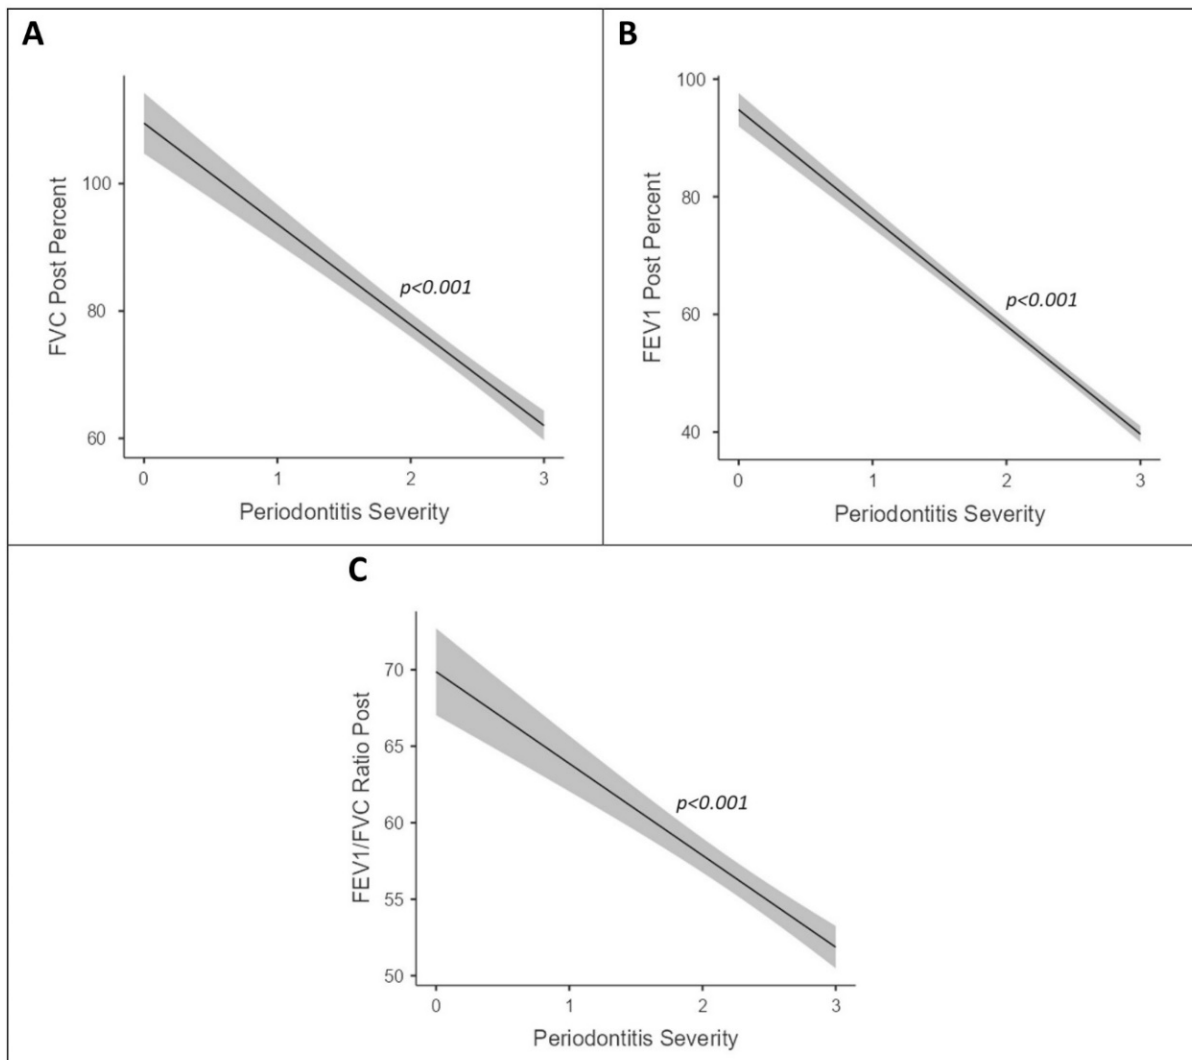 A
FVC Post Percent
100
80
60
p<0.001
0 1 2 3
Periodontitis Severity
B
FEV1 Post Percent
100
80
60
40
p<0.001
0 1 2 3
Periodontitis Severity
C
FEV1/FVC Ratio Post
70
65
60
55
50
p<0.001
0 1 2 3
Periodontitis Severity